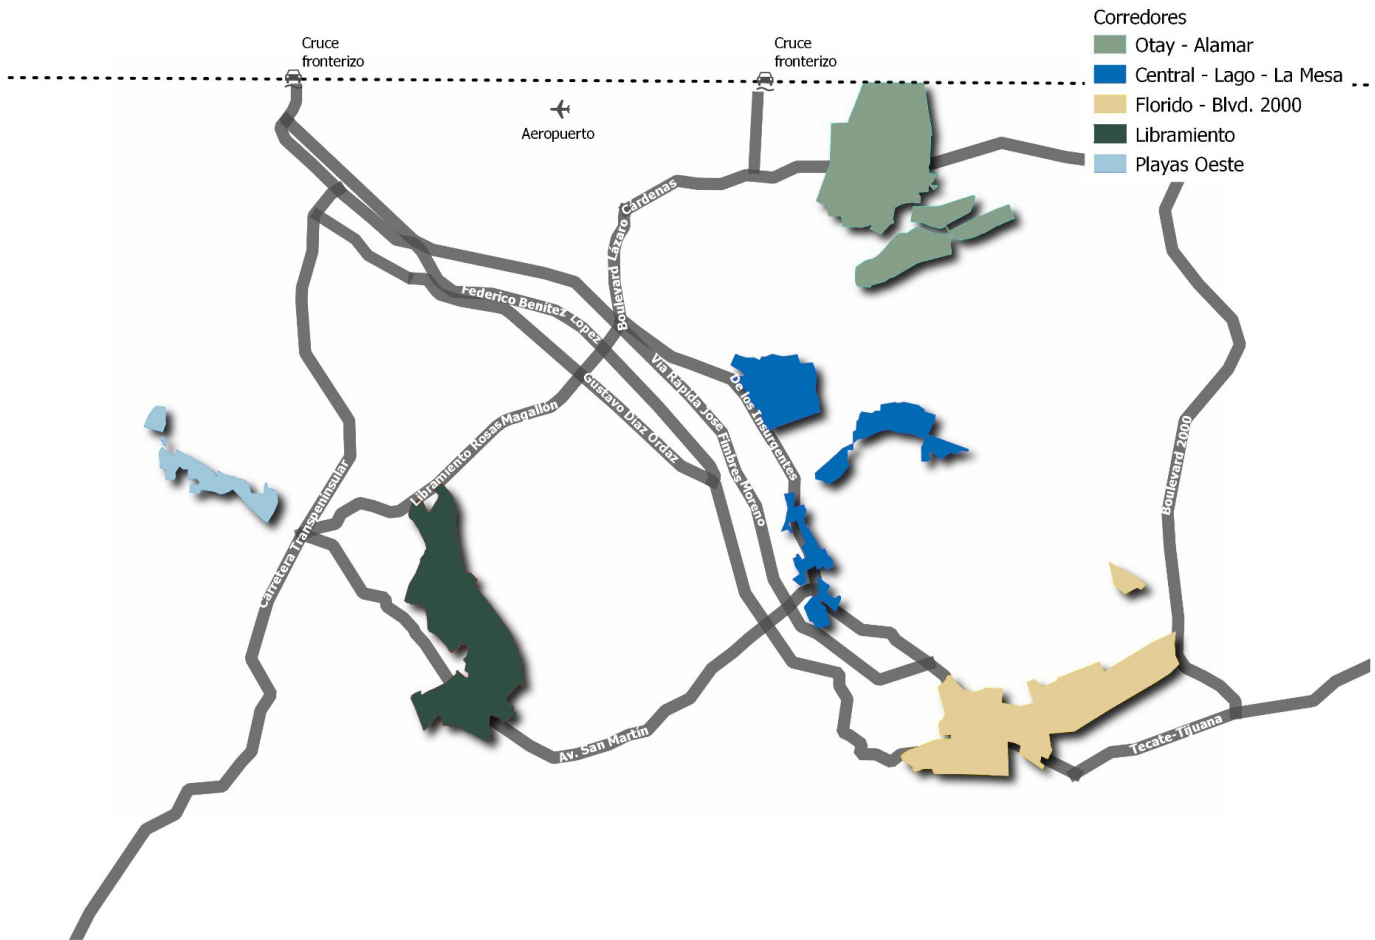 Corredores
Otay - Alamar
Central - Lago - La Mesa
Florido - Blvd. 2000
Libramiento
Playas Oeste
Cruce
fronterizo
Cruce
fronterizo
Aeropuerto
Boulevard Lázaro Cárdenas
Federico Benítez Lopez
Gustavo Díaz Ordaz
Vía Rápida José Fimbres Moreno
De los Insurgentes
Libramiento Rosas Magallón
Carretera Transpeninsular
Boulevard 2000
Av. San Martín
Tecate-Tijuana